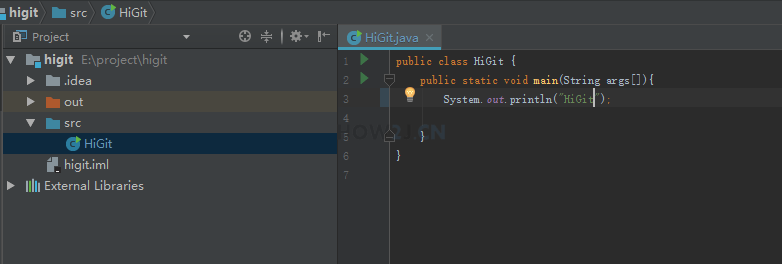 higit src HiGit
Project
HiGit.java
higit E:\project\higit
.idea
out
src
HiGit
higit.iml
External Libraries
1 public class HiGit {
2 public static void main(String args[]){
3 System.out.println("HiGit");
5 }
6 }
7